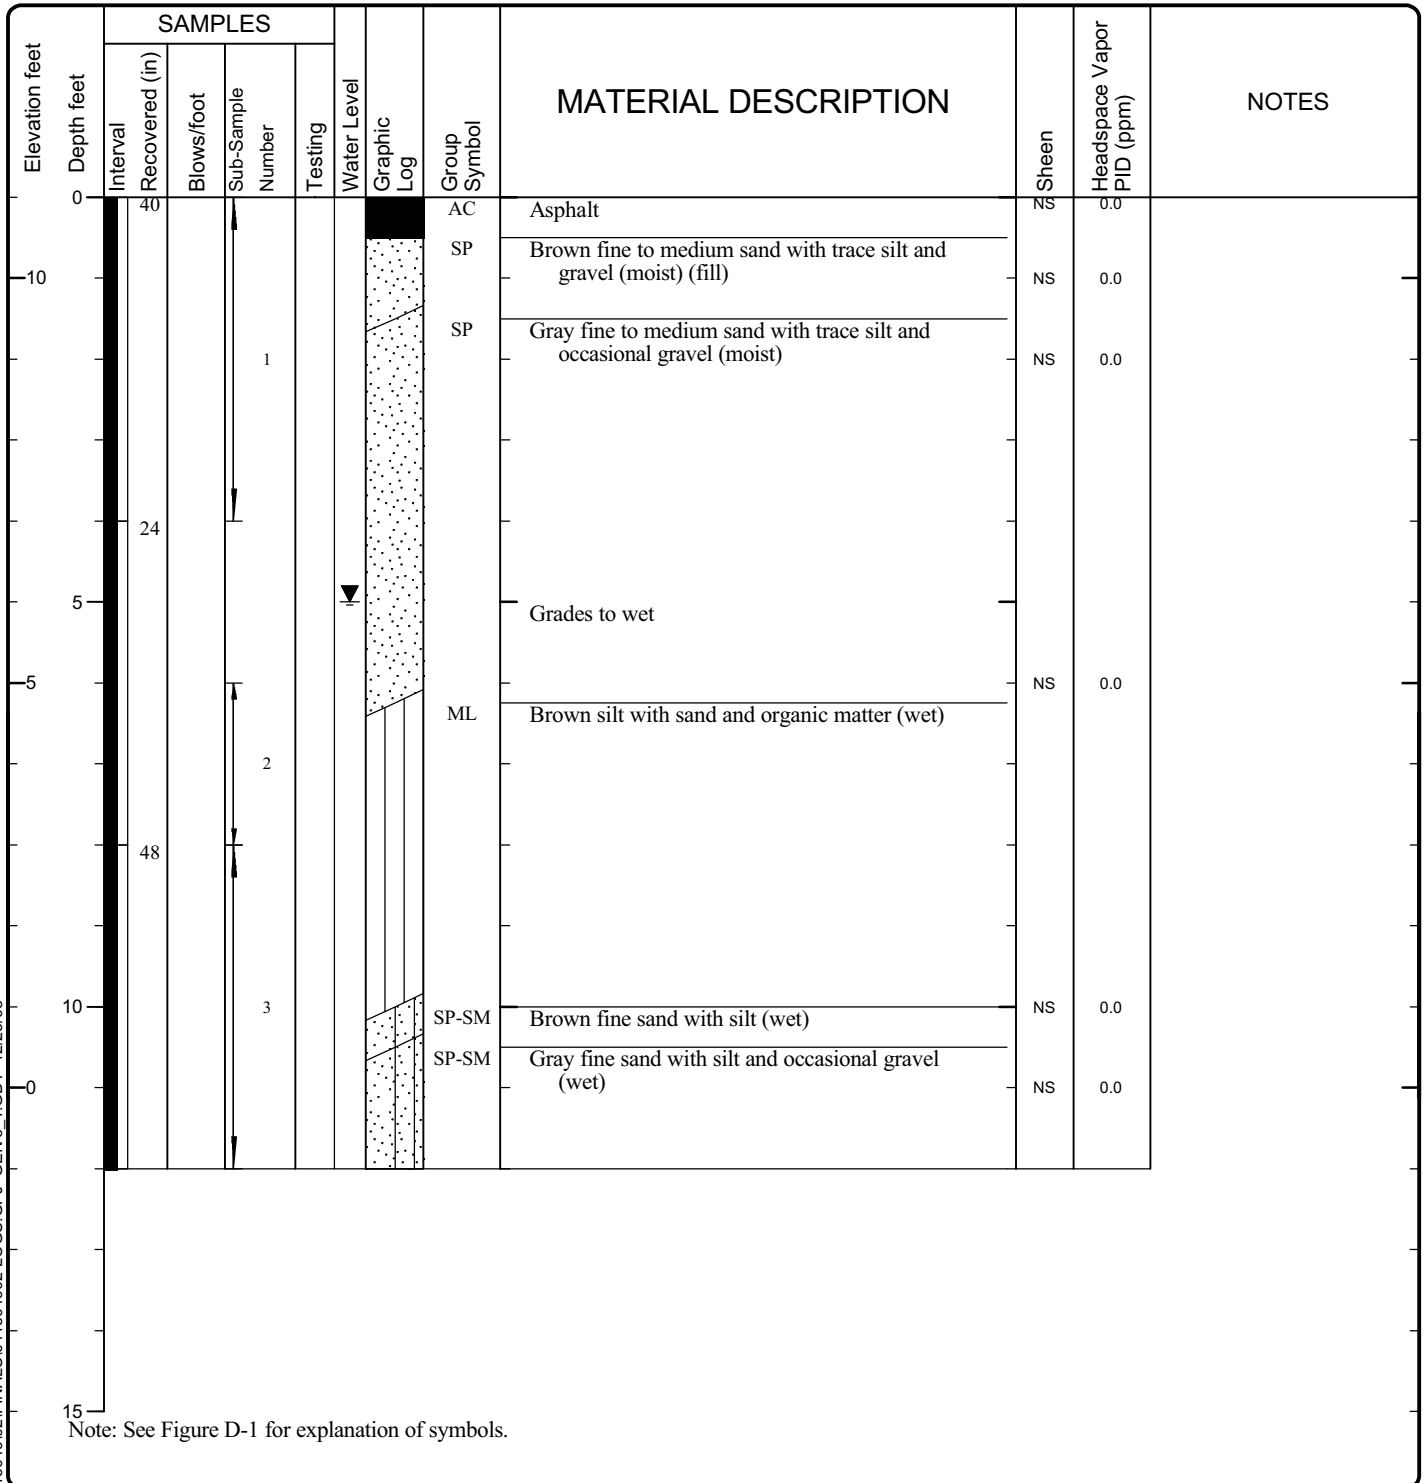 SAMPLES
Elevation feet
Depth feet
Interval
Recovered (in)
Blows/foot
Sub-Sample
Number
Testing
Water Level
Graphic
Log
Group
Symbol
MATERIAL DESCRIPTION
Sheen
Headspace Vapor
PID (ppm)
NOTES
0 40 AC Asphalt NS 0.0
SP Brown fine to medium sand with trace silt and
10 gravel (moist) (fill) NS 0.0
SP Gray fine to medium sand with trace silt and
1 occasional gravel (moist) NS 0.0
24
5 Grades to wet
5 NS 0.0
ML Brown silt with sand and organic matter (wet)
2
48
10 3 NS 0.0
SP-SM Brown fine sand with silt (wet)
SP-SM Gray fine sand with silt and occasional gravel
0 (wet) NS 0.0
15
Note: See Figure D-1 for explanation of symbols.